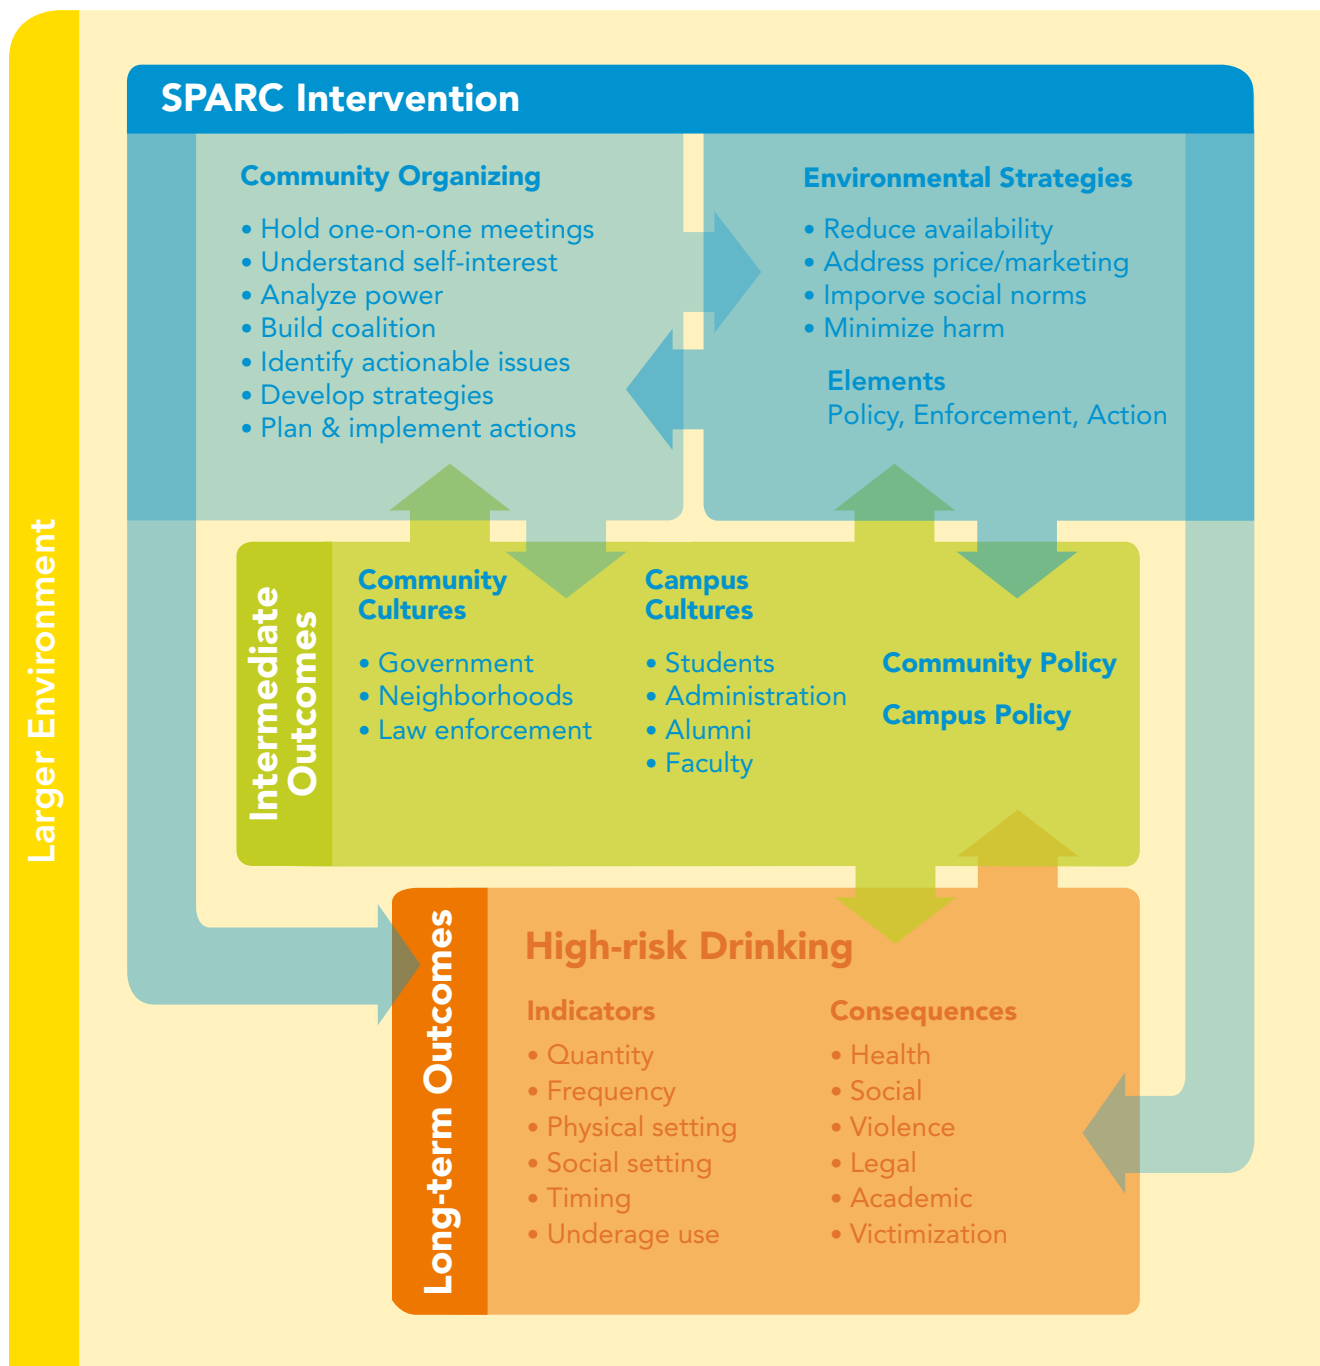 Larger Environment
SPARC Intervention
Community Organizing
• Hold one-on-one meetings
• Understand self-interest
• Analyze power
• Build coalition
• Identify actionable issues
• Develop strategies
• Plan & implement actions
Environmental Strategies
• Reduce availability
• Address price/marketing
• Imporve social norms
• Minimize harm
Elements
Policy, Enforcement, Action
Intermediate
Outcomes
Community
Cultures
• Government
• Neighborhoods
• Law enforcement
Campus
Cultures
• Students
• Administration
• Alumni
• Faculty
Community Policy
Campus Policy
Long-term Outcomes
High-risk Drinking
Indicators
• Quantity
• Frequency
• Physical setting
• Social setting
• Timing
• Underage use
Consequences
• Health
• Social
• Violence
• Legal
• Academic
• Victimization